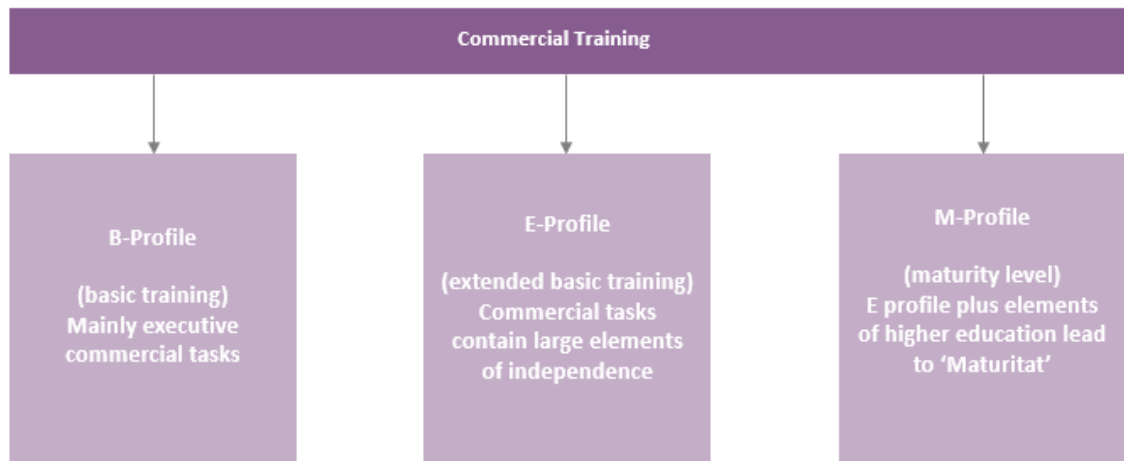 Commercial Training
B-Profile
(basic training)
Mainly executive
commercial tasks
E-Profile
(extended basic training)
Commercial tasks
contain large elements
of independence
M-Profile
(maturity level)
E profile plus elements
of higher education lead
to ‘Maturitat’